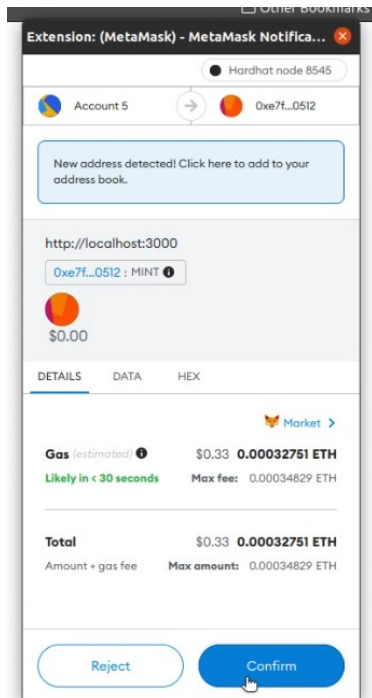 Other Bookmarks
Extension: (MetaMask) - MetaMask Notifica...
Hardhat node 8545
Account 5 0xe7f...0512
New address detected! Click here to add to your
address book.
http://localhost:3000
0xe7f...0512 : MINT
$0.00
DETAILS DATA HEX
Market >
Gas (estimated) $0.33 0.00032751 ETH
Likely in < 30 seconds Max fee: 0.00034829 ETH
Total $0.33 0.00032751 ETH
Amount + gas fee Max amount: 0.00034829 ETH
Reject Confirm